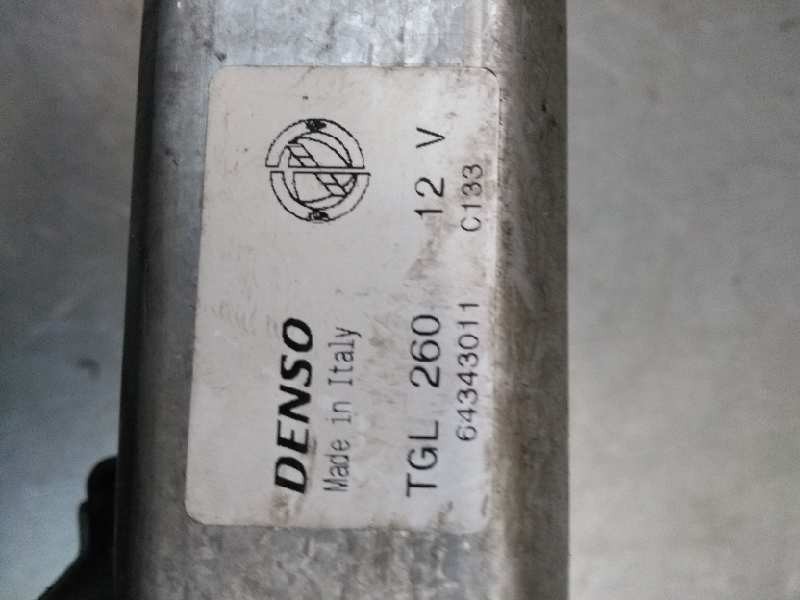 DENSO
Made in Italy
TGL 260 12 V
64343011 C133